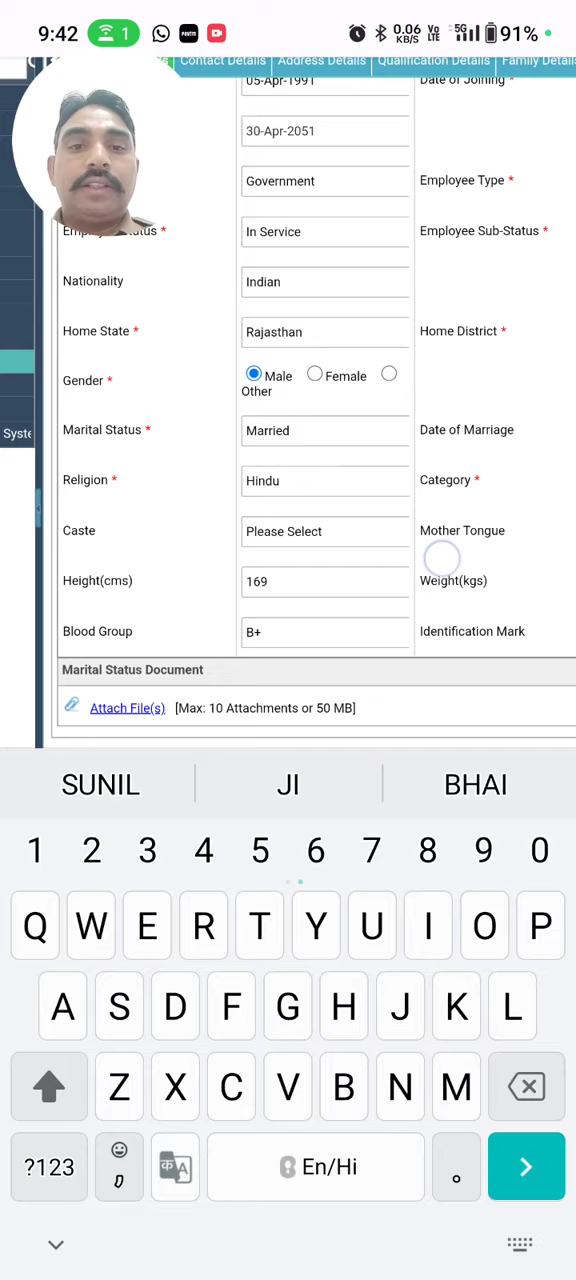 9:42 1 0.06 KB/S Vo LTE 5G 91%
Contact Details Address Details Qualification Details Family Details
05-Apr-1991 Date of Joining *
30-Apr-2051
Government Employee Type *
In Service Employee Sub-Status *
Nationality Indian
Home State * Rajasthan Home District *
Gender * Male Female
Other
Marital Status * Married Date of Marriage
Syste
Religion * Hindu Category *
Caste Please Select Mother Tongue
Height(cms) 169 Weight(kgs)
Blood Group B+ Identification Mark
Marital Status Document
Attach File(s) [Max: 10 Attachments or 50 MB]
SUNIL JI BHAI
1 2 3 4 5 6 7 8 9 0
Q W E R T Y U I O P
A S D F G H J K L
Z X C V B N M
?123 , En/Hi .